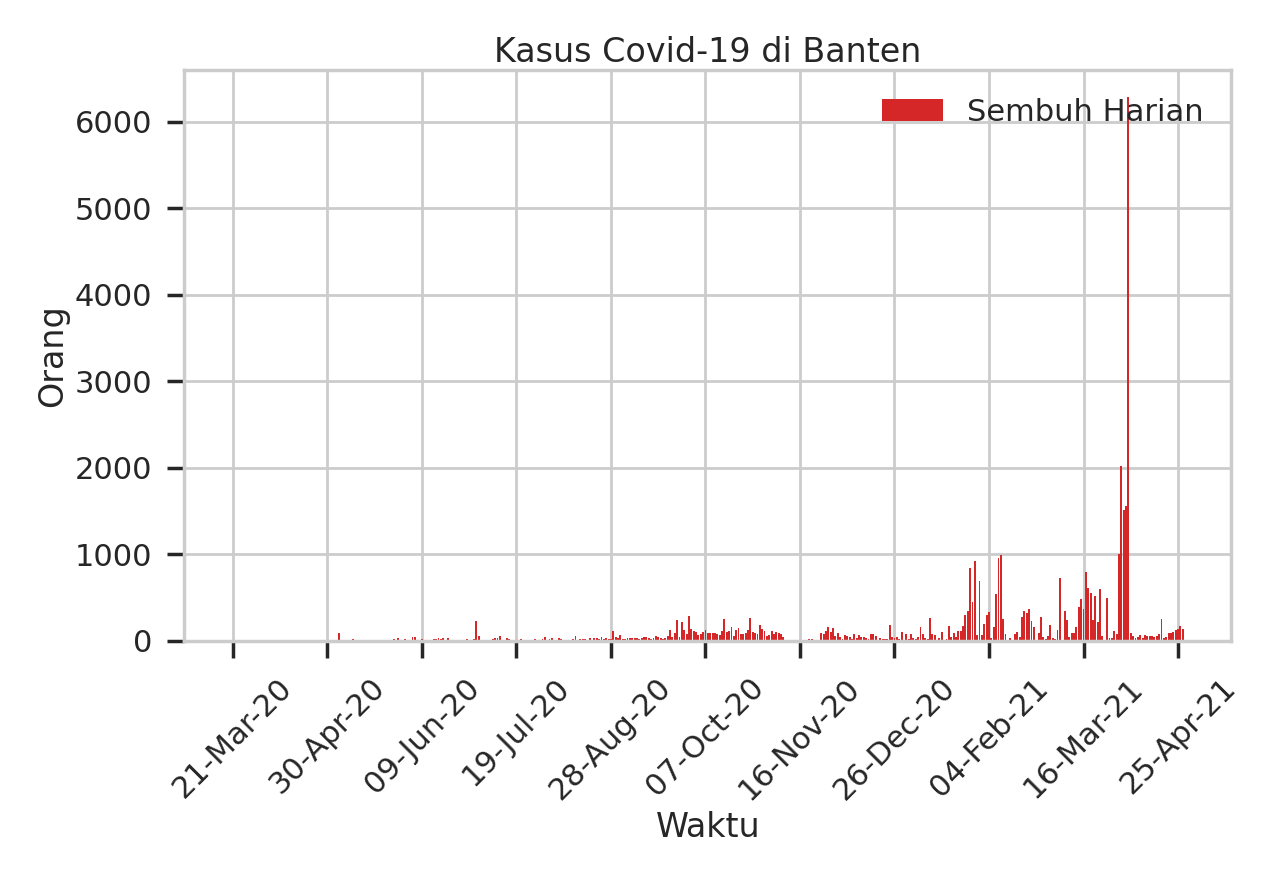 Kasus Covid-19 di Banten
Sembuh Harian
Orang
6000
5000
4000
3000
2000
1000
0
21-Mar-20
30-Apr-20
09-Jun-20
19-Jul-20
28-Aug-20
07-Oct-20
16-Nov-20
26-Dec-20
04-Feb-21
16-Mar-21
25-Apr-21
Waktu